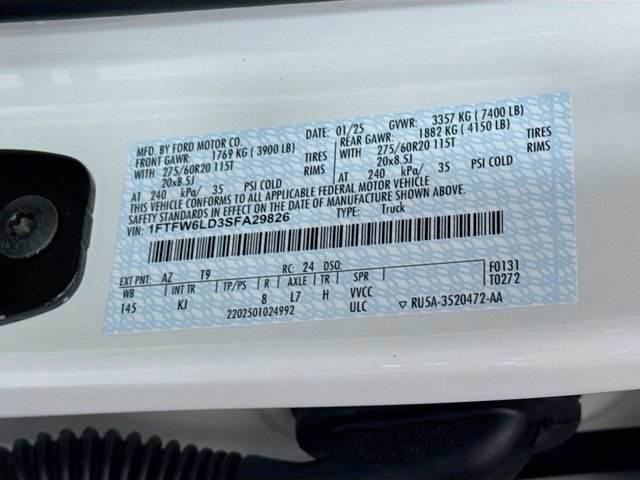 MFD. BY FORD MOTOR CO. DATE: 01/25 GVWR: 3357 KG (7400 LB)
FRONT GAWR: 1769 KG (3900 LB) REAR GAWR: 1882 KG (4150 LB)
WITH 275/60R20 115T TIRES WITH 275/60R20 115T TIRES
20x8.5J RIMS 20x8.5J RIMS
AT 240 kPa/ 35 PSI COLD AT 240 kPa/ 35 PSI COLD
THIS VEHICLE CONFORMS TO ALL APPLICABLE FEDERAL MOTOR VEHICLE
SAFETY STANDARDS IN EFFECT ON THE DATE OF MANUFACTURE SHOWN ABOVE.
VIN: 1FTFW6LD3SFA29826 TYPE: Truck
EXT PNT: AZ T9 RC: 24 DSO: F0131
WB INT TR TP/PS R AXLE TR SPR T0272
145 KJ 8 L7 H VVCC
2202501024992 ULC ▽ RU5A-3520472-AA